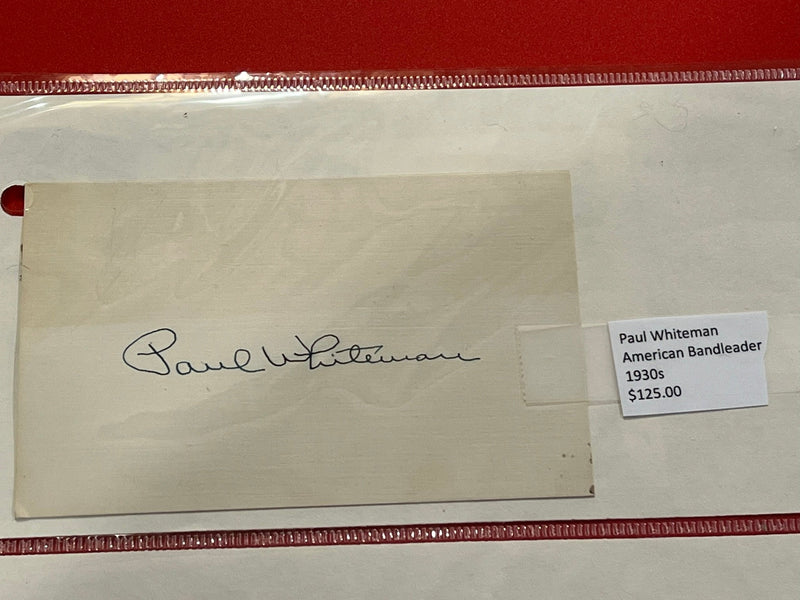 Paul Whiteman
Paul Whiteman
American Bandleader
1930s
$125.00